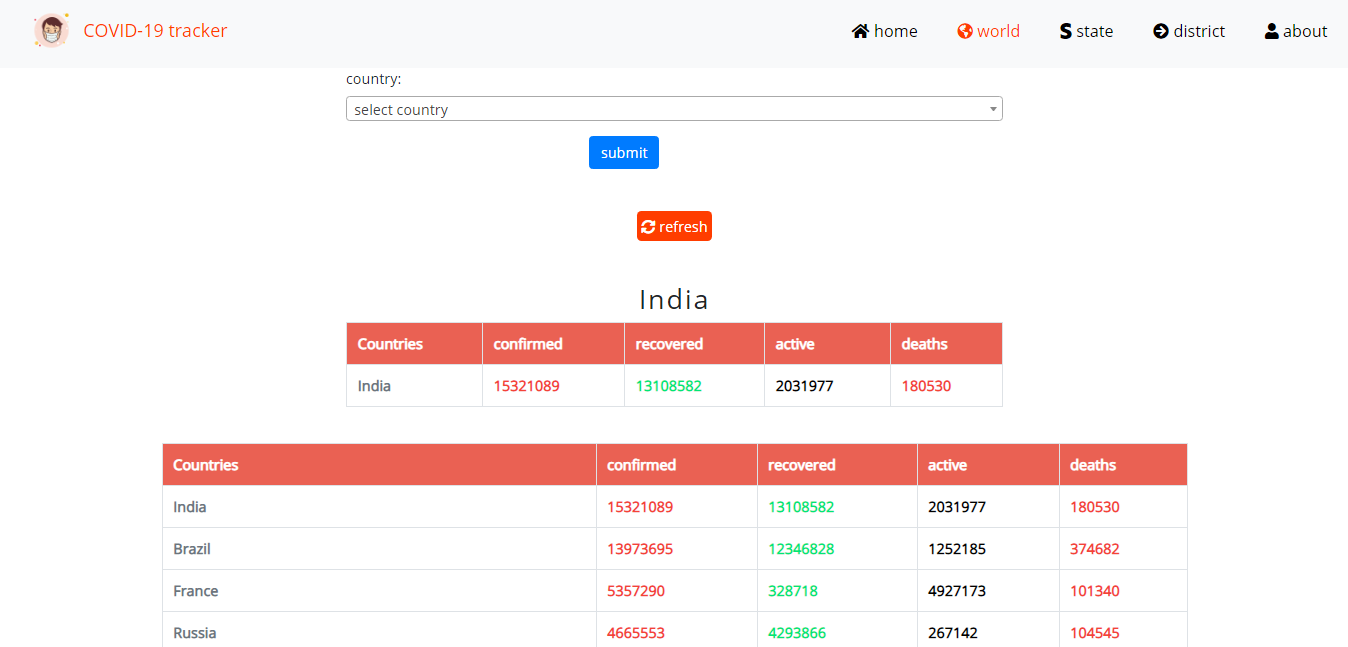 COVID-19 tracker home world state district about
country:
select country
submit
refresh
India
Countries confirmed recovered active deaths
India 15321089 13108582 2031977 180530
Countries confirmed recovered active deaths
India 15321089 13108582 2031977 180530
Brazil 13973695 12346828 1252185 374682
France 5357290 328718 4927173 101340
Russia 4665553 4293866 267142 104545